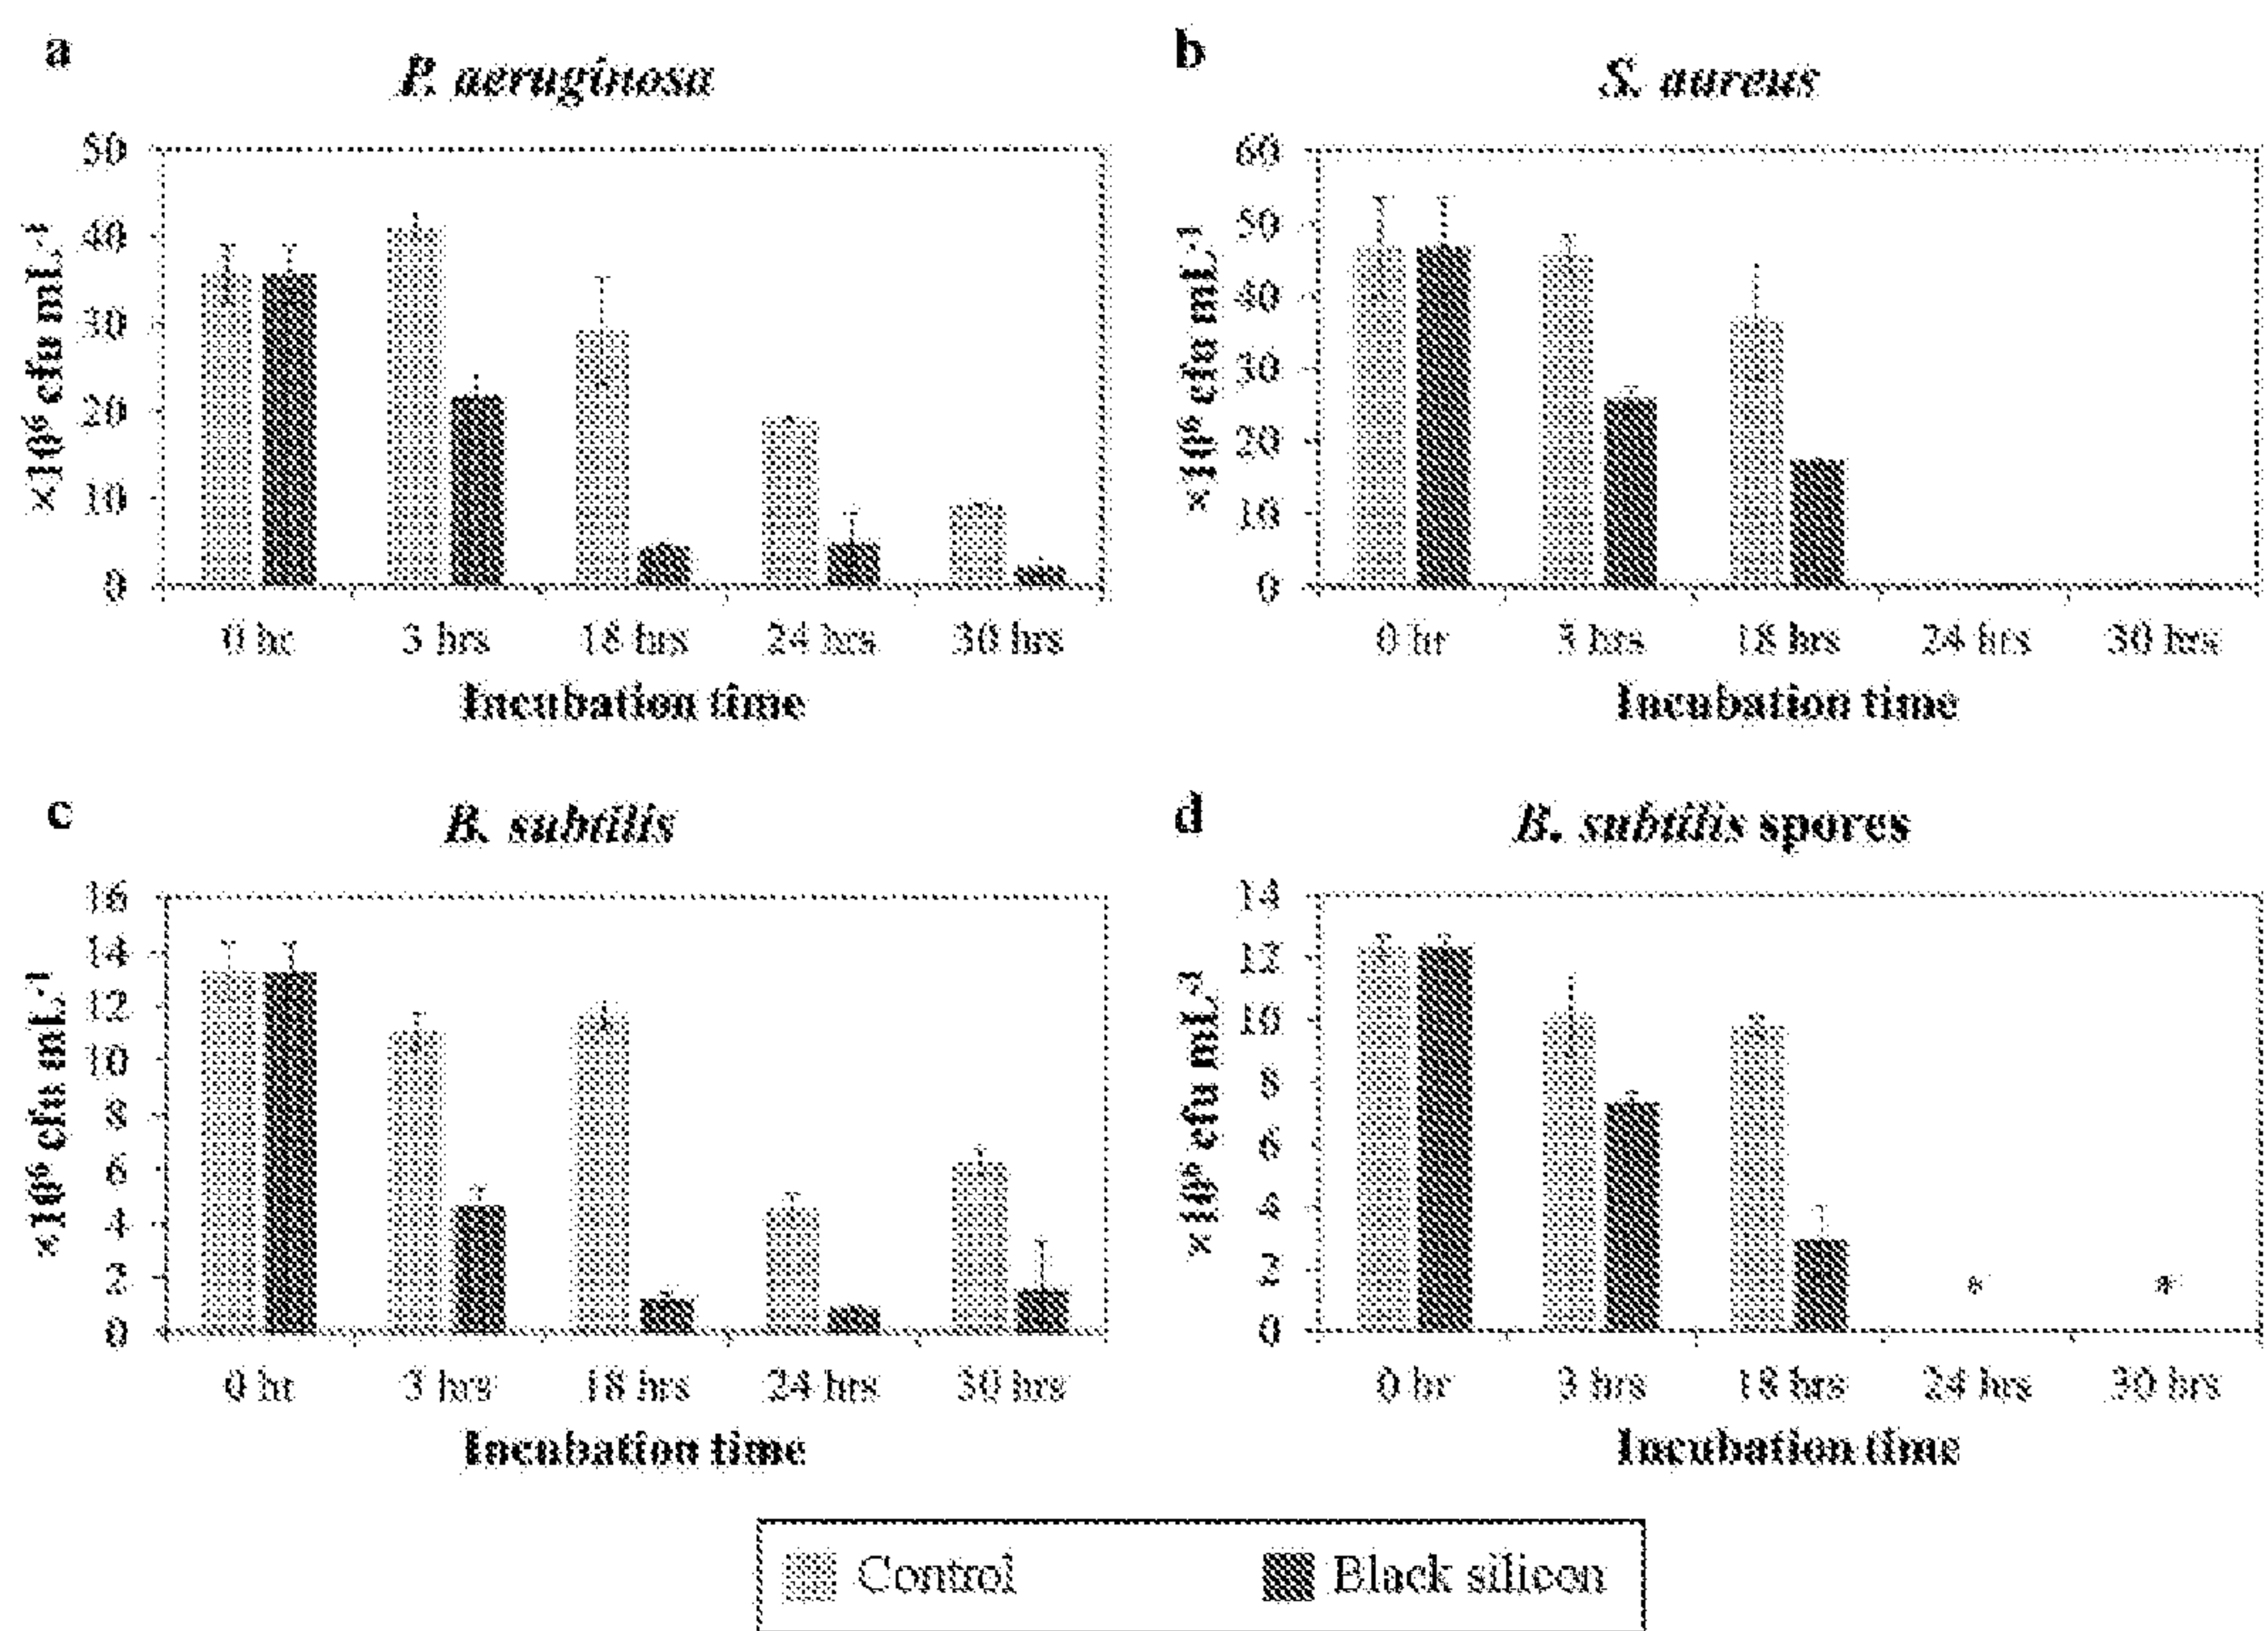 a
P. aeruginosa
×10⁶ cfu mL⁻¹
50
40
30
20
10
0
0 hr 3 hrs 18 hrs 24 hrs 30 hrs
Incubation time
b
S. aureus
×10⁶ cfu mL⁻¹
60
50
40
30
20
10
0
0 hr 3 hrs 18 hrs 24 hrs 30 hrs
Incubation time
c
B. subtilis
×10⁶ cfu mL⁻¹
16
14
12
10
8
6
4
2
0
0 hr 3 hrs 18 hrs 24 hrs 30 hrs
Incubation time
d
B. subtilis spores
×10⁶ cfu mL⁻¹
14
12
10
8
6
4
2
0
* *
0 hr 3 hrs 18 hrs 24 hrs 30 hrs
Incubation time
Control Black silicon